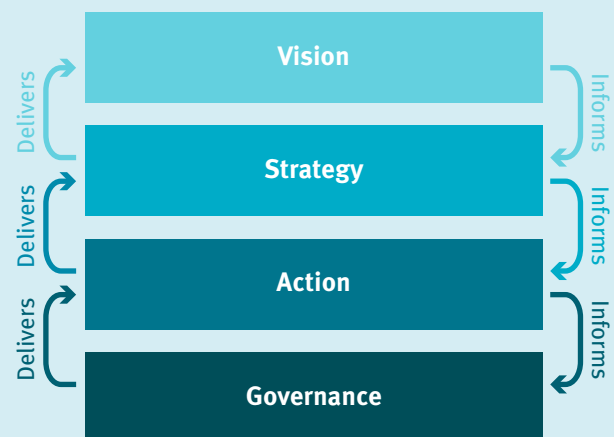 Vision
Delivers
Informs
Strategy
Delivers
Informs
Action
Delivers
Informs
Governance